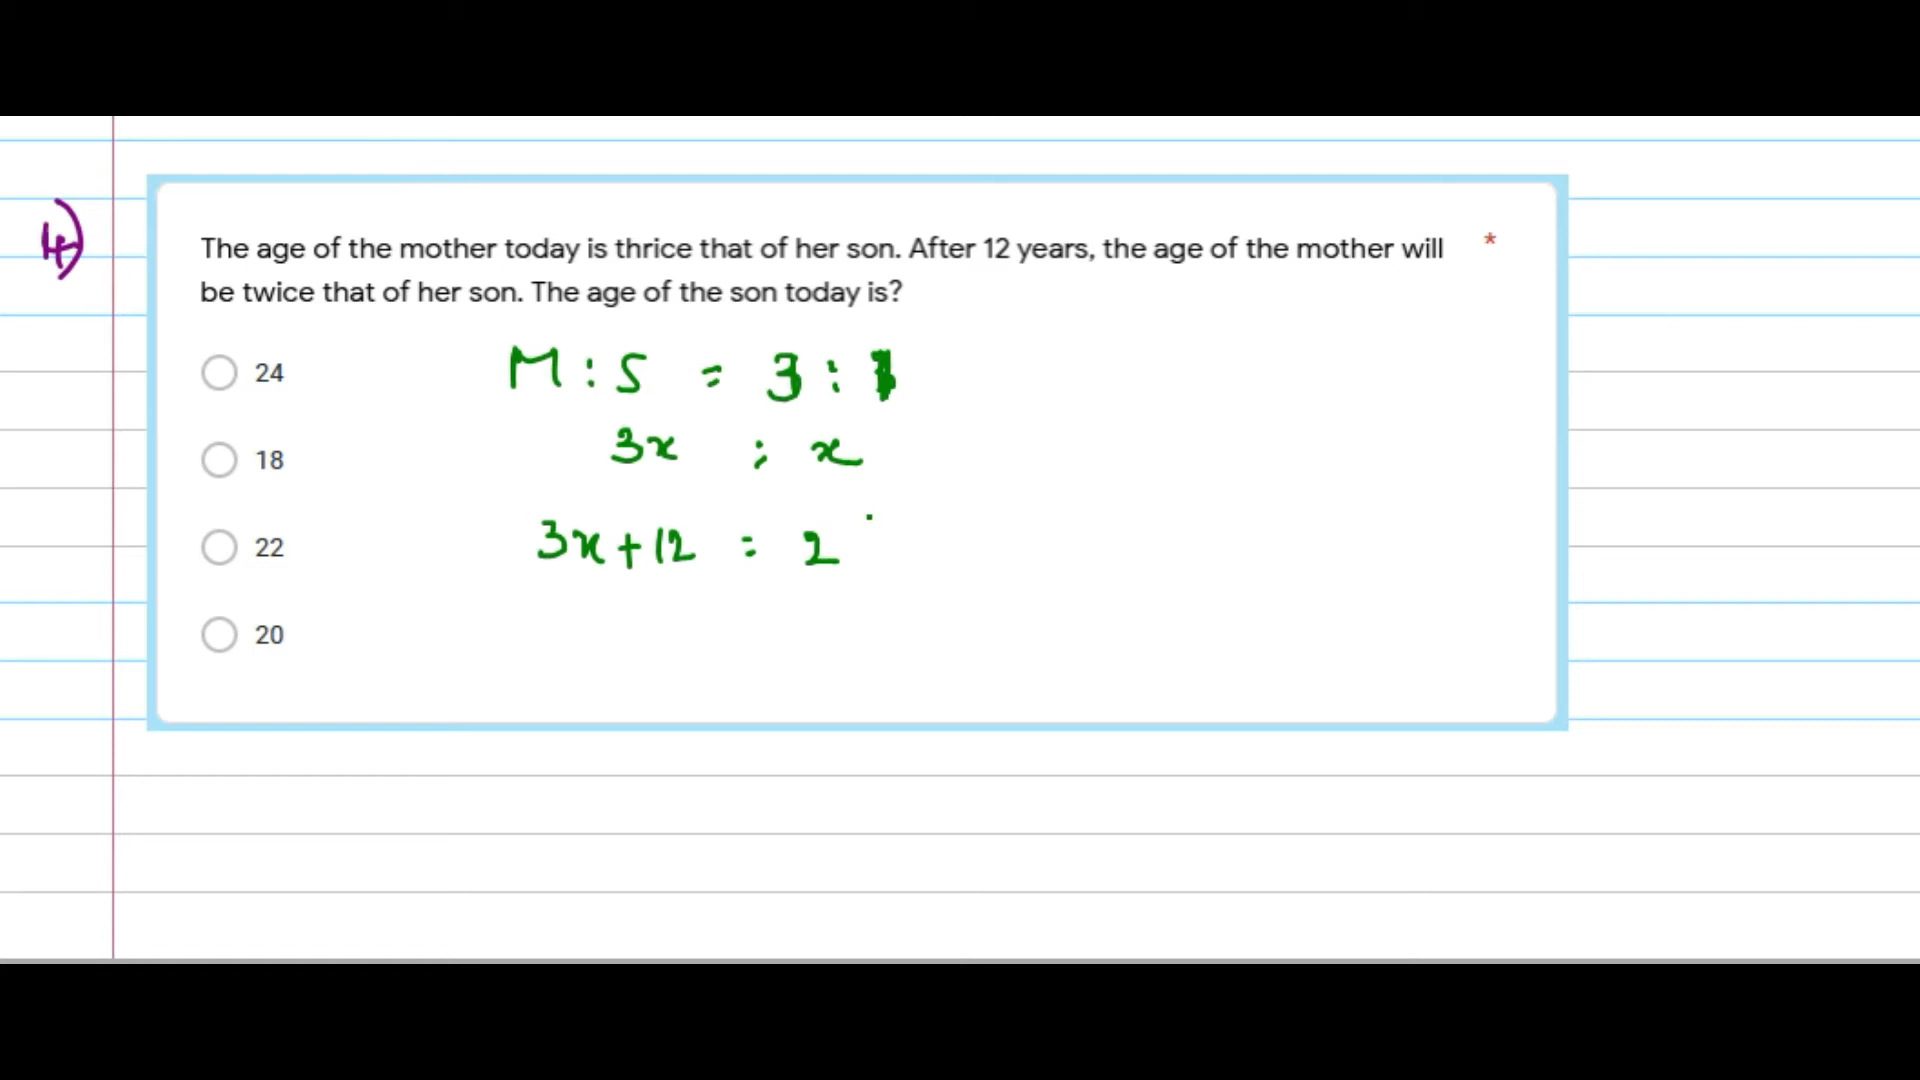 4)
The age of the mother today is thrice that of her son. After 12 years, the age of the mother will *
be twice that of her son. The age of the son today is?
24
M : S = 3 : 1
3x : x
18
3x + 12 = 2
22
20